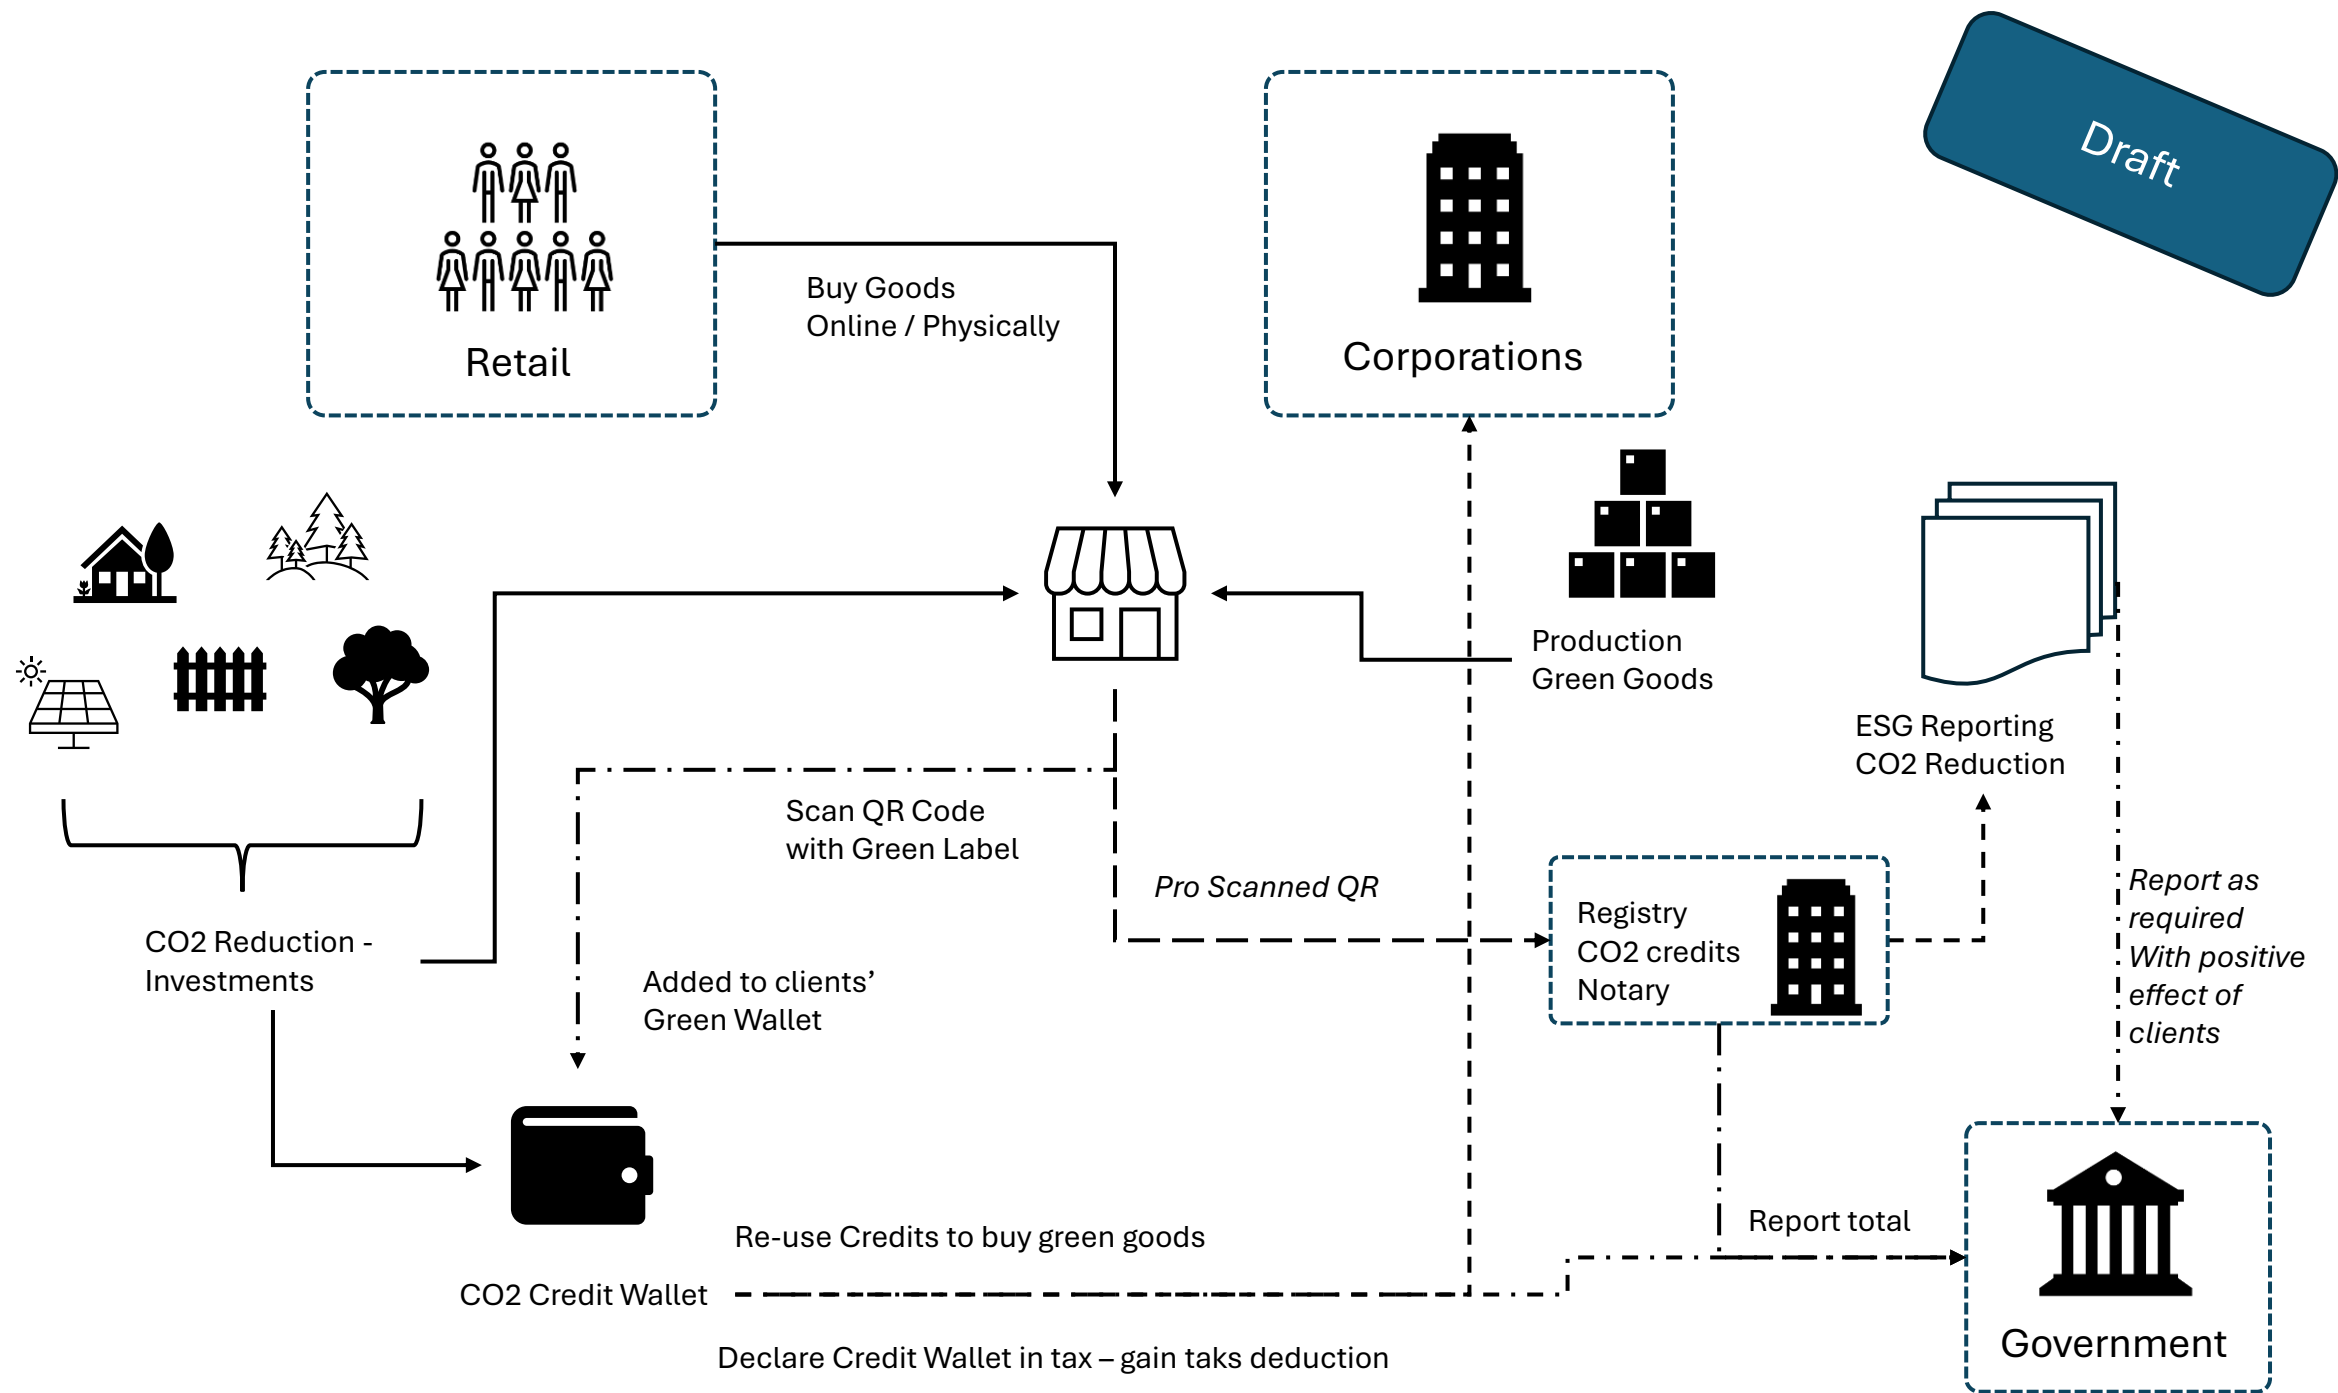 Draft
Retail
Buy Goods
Online / Physically
Corporations
Production
Green Goods
ESG Reporting
CO2 Reduction
Scan QR Code
with Green Label
Pro Scanned QR
Registry
CO2 credits
Notary
Report as
required
With positive
effect of
clients
CO2 Reduction -
Investments
Added to clients’
Green Wallet
Re-use Credits to buy green goods
Report total
CO2 Credit Wallet
Declare Credit Wallet in tax – gain taks deduction
Government